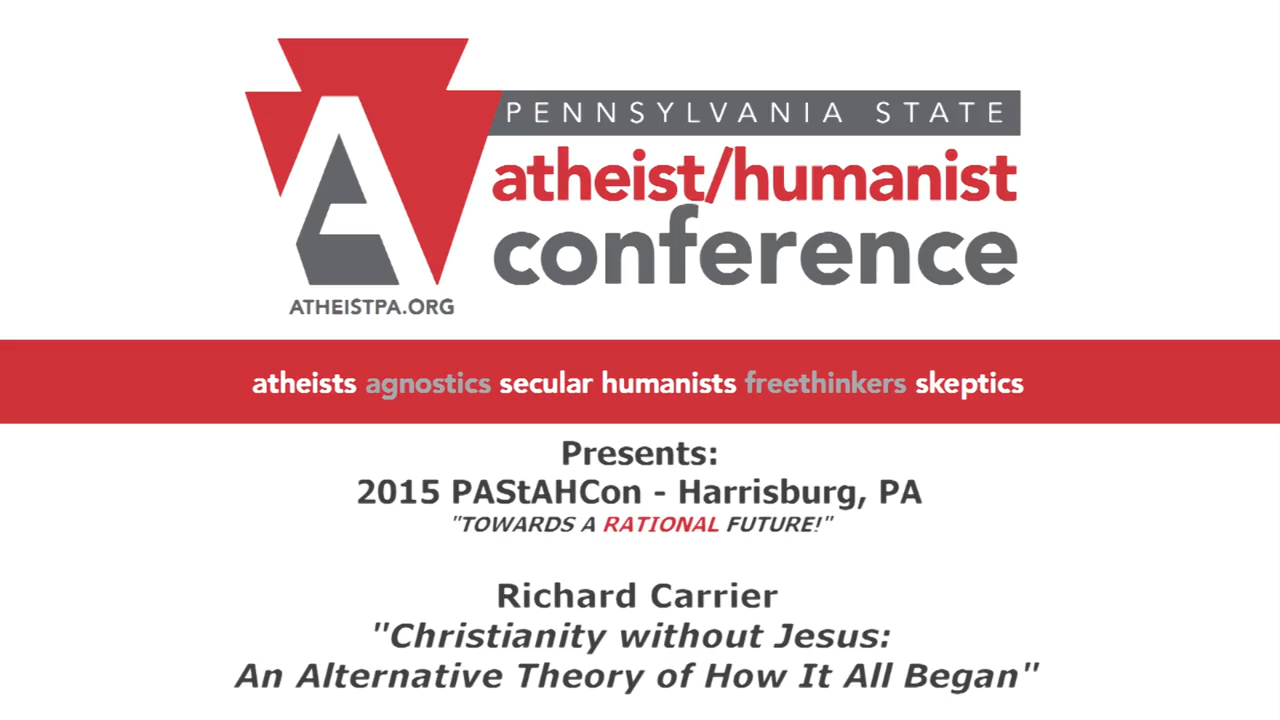 PENNSYLVANIA STATE
atheist/humanist
conference
A
ATHEISTPA.ORG
atheists agnostics secular humanists freethinkers skeptics
Presents:
2015 PAStAHCon - Harrisburg, PA
"TOWARDS A RATIONAL FUTURE!"
Richard Carrier
"Christianity without Jesus:
An Alternative Theory of How It All Began"